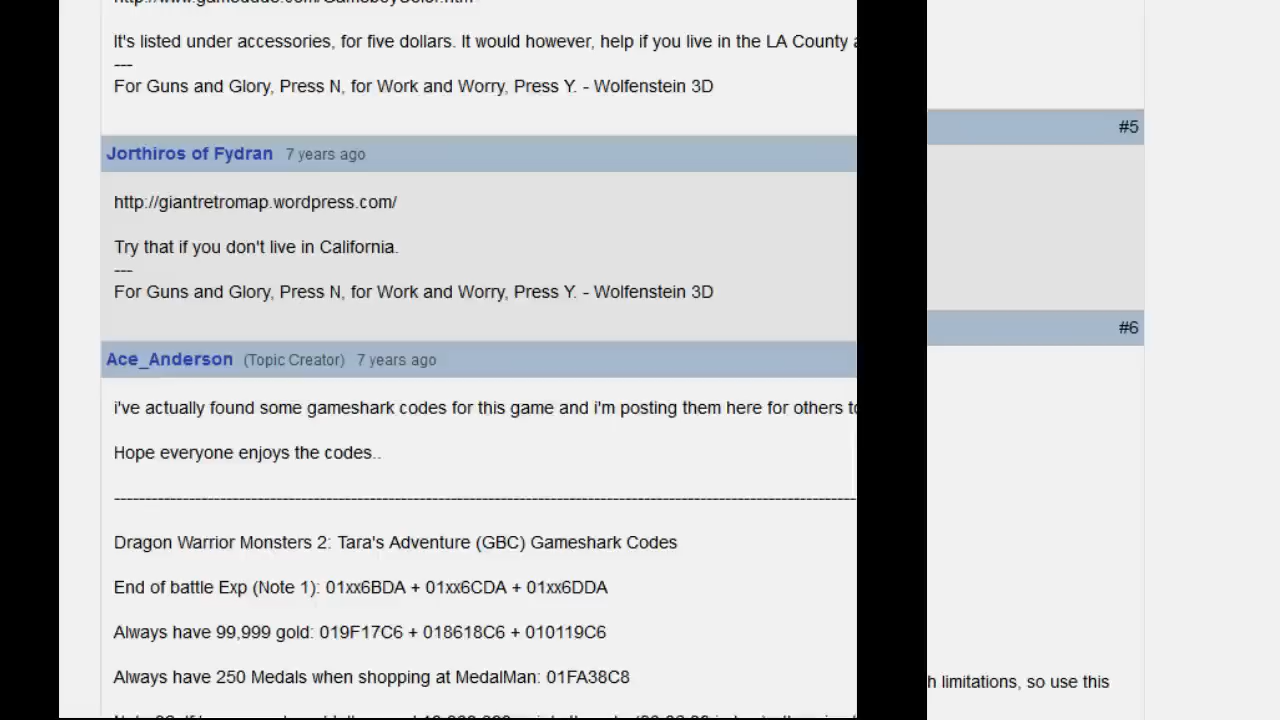 It's listed under accessories, for five dollars. It would however, help if you live in the LA County
---
For Guns and Glory, Press N, for Work and Worry, Press Y. - Wolfenstein 3D
#5
Jorthiros of Fydran 7 years ago
http://giantretromap.wordpress.com/
Try that if you don't live in California.
---
For Guns and Glory, Press N, for Work and Worry, Press Y. - Wolfenstein 3D
#6
Ace_Anderson (Topic Creator) 7 years ago
i've actually found some gameshark codes for this game and i'm posting them here for others
Hope everyone enjoys the codes..
Dragon Warrior Monsters 2: Tara's Adventure (GBC) Gameshark Codes
End of battle Exp (Note 1): 01xx6BDA + 01xx6CDA + 01xx6DDA
Always have 99,999 gold: 019F17C6 + 018618C6 + 010119C6
Always have 250 Medals when shopping at MedalMan: 01FA38C8
limitations, so use this